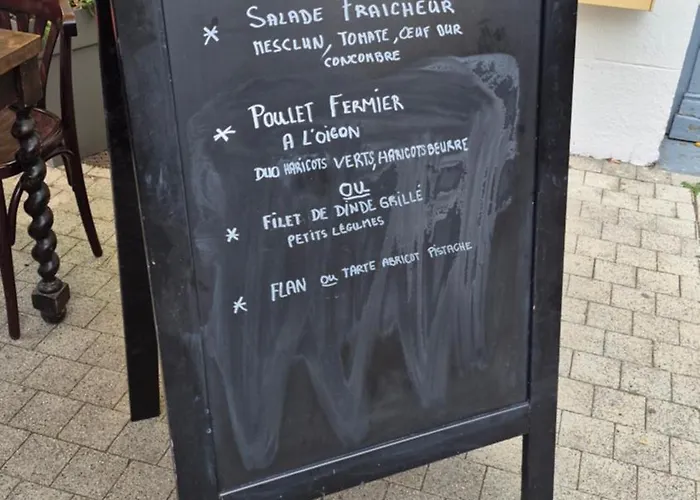 * SALADE FRAICHEUR
MESCLUN, TOMATE, ŒUF DUR
, CONCOMBRE
* POULET FERMIER
A L'OIGON
DUO HARICOTS VERTS, HARICOTS BEURRE
OU
* FILET DE DINDE GRILLÉ
PETITS LÉGUMES
* FLAN OU TARTE ABRICOT PISTACHE